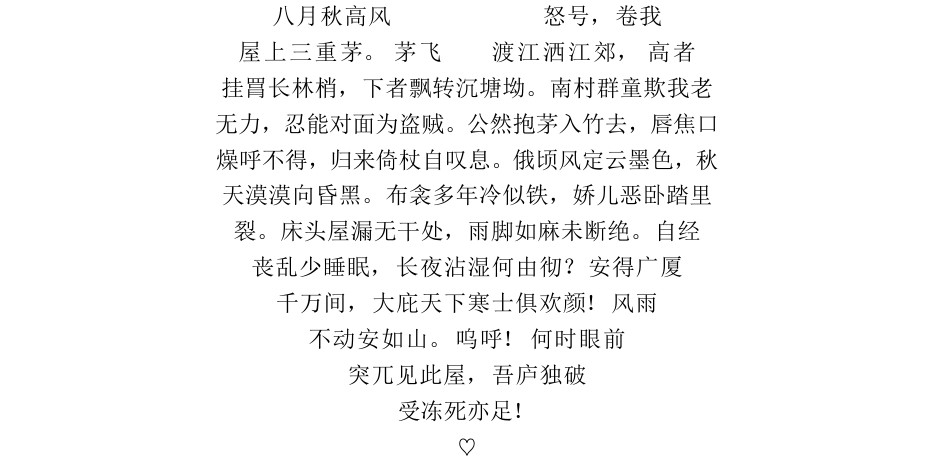 八月秋高风 怒号，卷我
屋上三重茅。茅飞 渡江洒江郊，高者
挂罥长林梢，下者飘转沉塘坳。南村群童欺我老
无力，忍能对面为盗贼。公然抱茅入竹去，唇焦口
燥呼不得，归来倚杖自叹息。俄顷风定云墨色，秋
天漠漠向昏黑。布衾多年冷似铁，娇儿恶卧踏里
裂。床头屋漏无干处，雨脚如麻未断绝。自经
丧乱少睡眠，长夜沾湿何由彻？安得广厦
千万间，大庇天下寒士俱欢颜！风雨
不动安如山。呜呼！何时眼前
突兀见此屋，吾庐独破
受冻死亦足！
♡